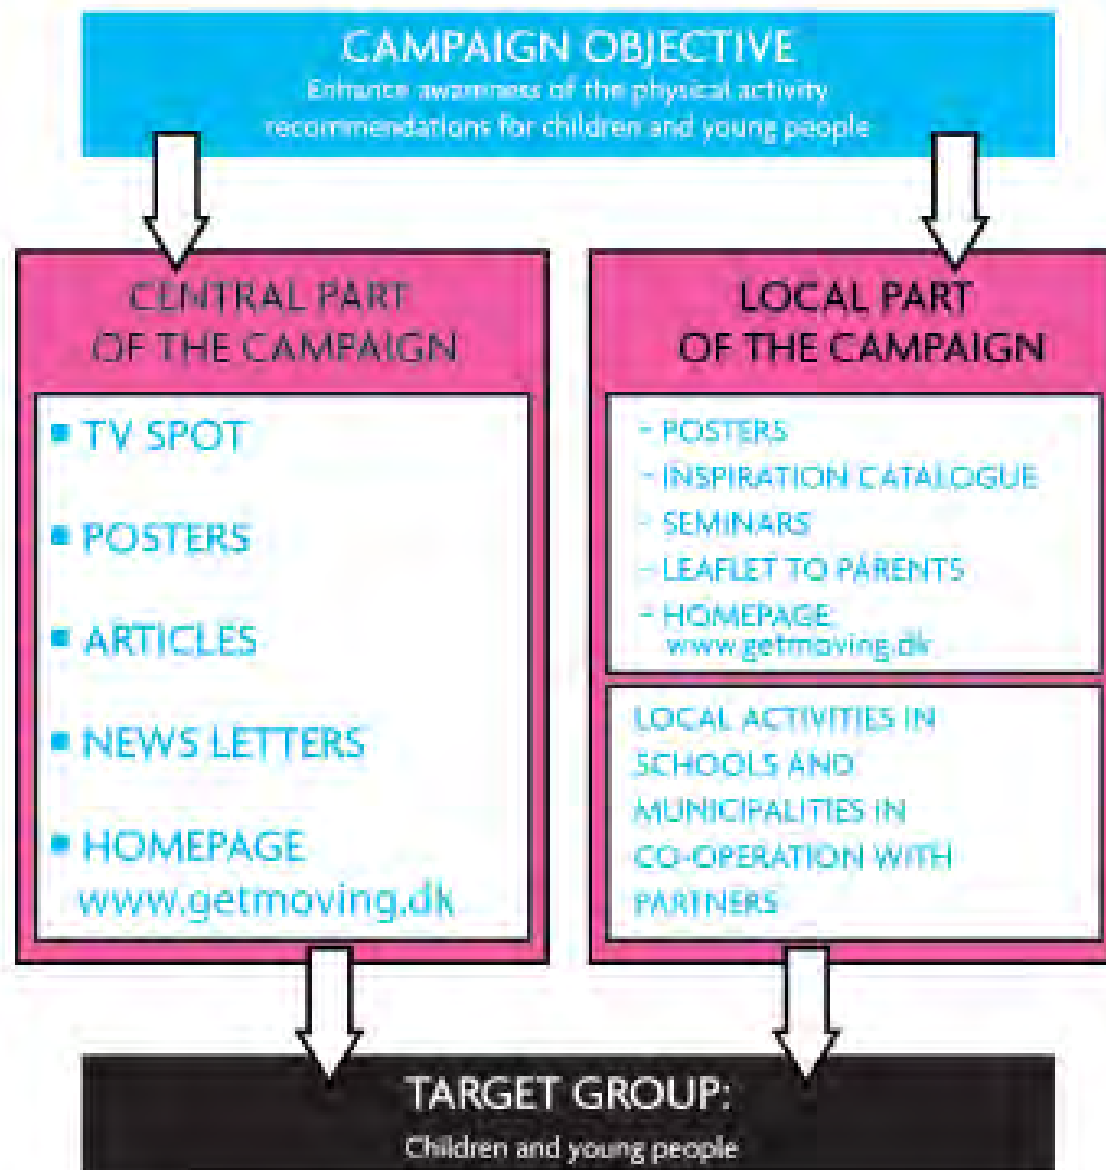 CAMPAIGN OBJECTIVE
Enhance awareness of the physical activity
recommendations for children and young people
CENTRAL PART
OF THE CAMPAIGN
TV SPOT
POSTERS
ARTICLES
NEWS LETTERS
HOMEPAGE
www.getmoving.dk
LOCAL PART
OF THE CAMPAIGN
- POSTERS
- INSPIRATION CATALOGUE
- SEMINARS
- LEAFLET TO PARENTS
- HOMEPAGE
www.getmoving.dk
LOCAL ACTIVITIES IN
SCHOOLS AND
MUNICIPALITIES IN
CO-OPERATION WITH
PARTNERS
TARGET GROUP:
Children and young people